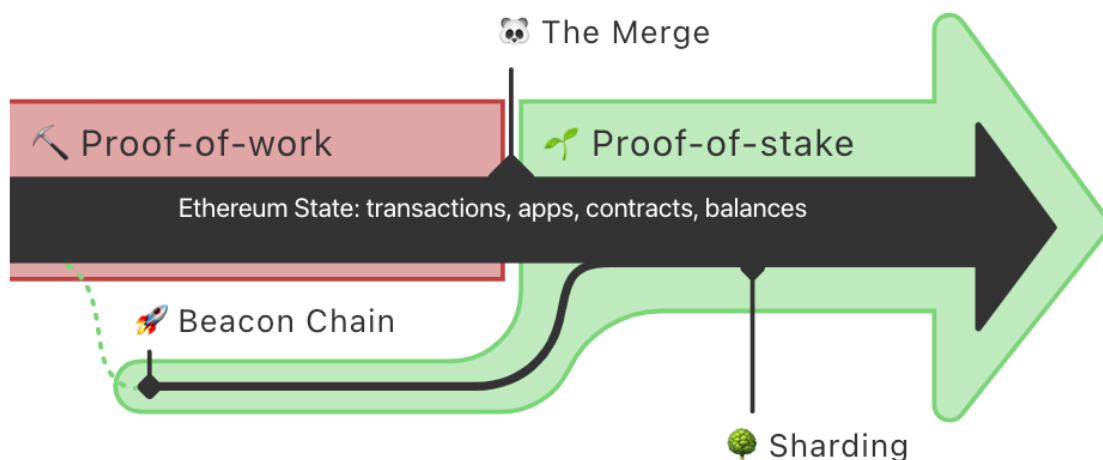 🐼 The Merge
⛏ Proof-of-work
🌱 Proof-of-stake
Ethereum State: transactions, apps, contracts, balances
🚀 Beacon Chain
🌳 Sharding